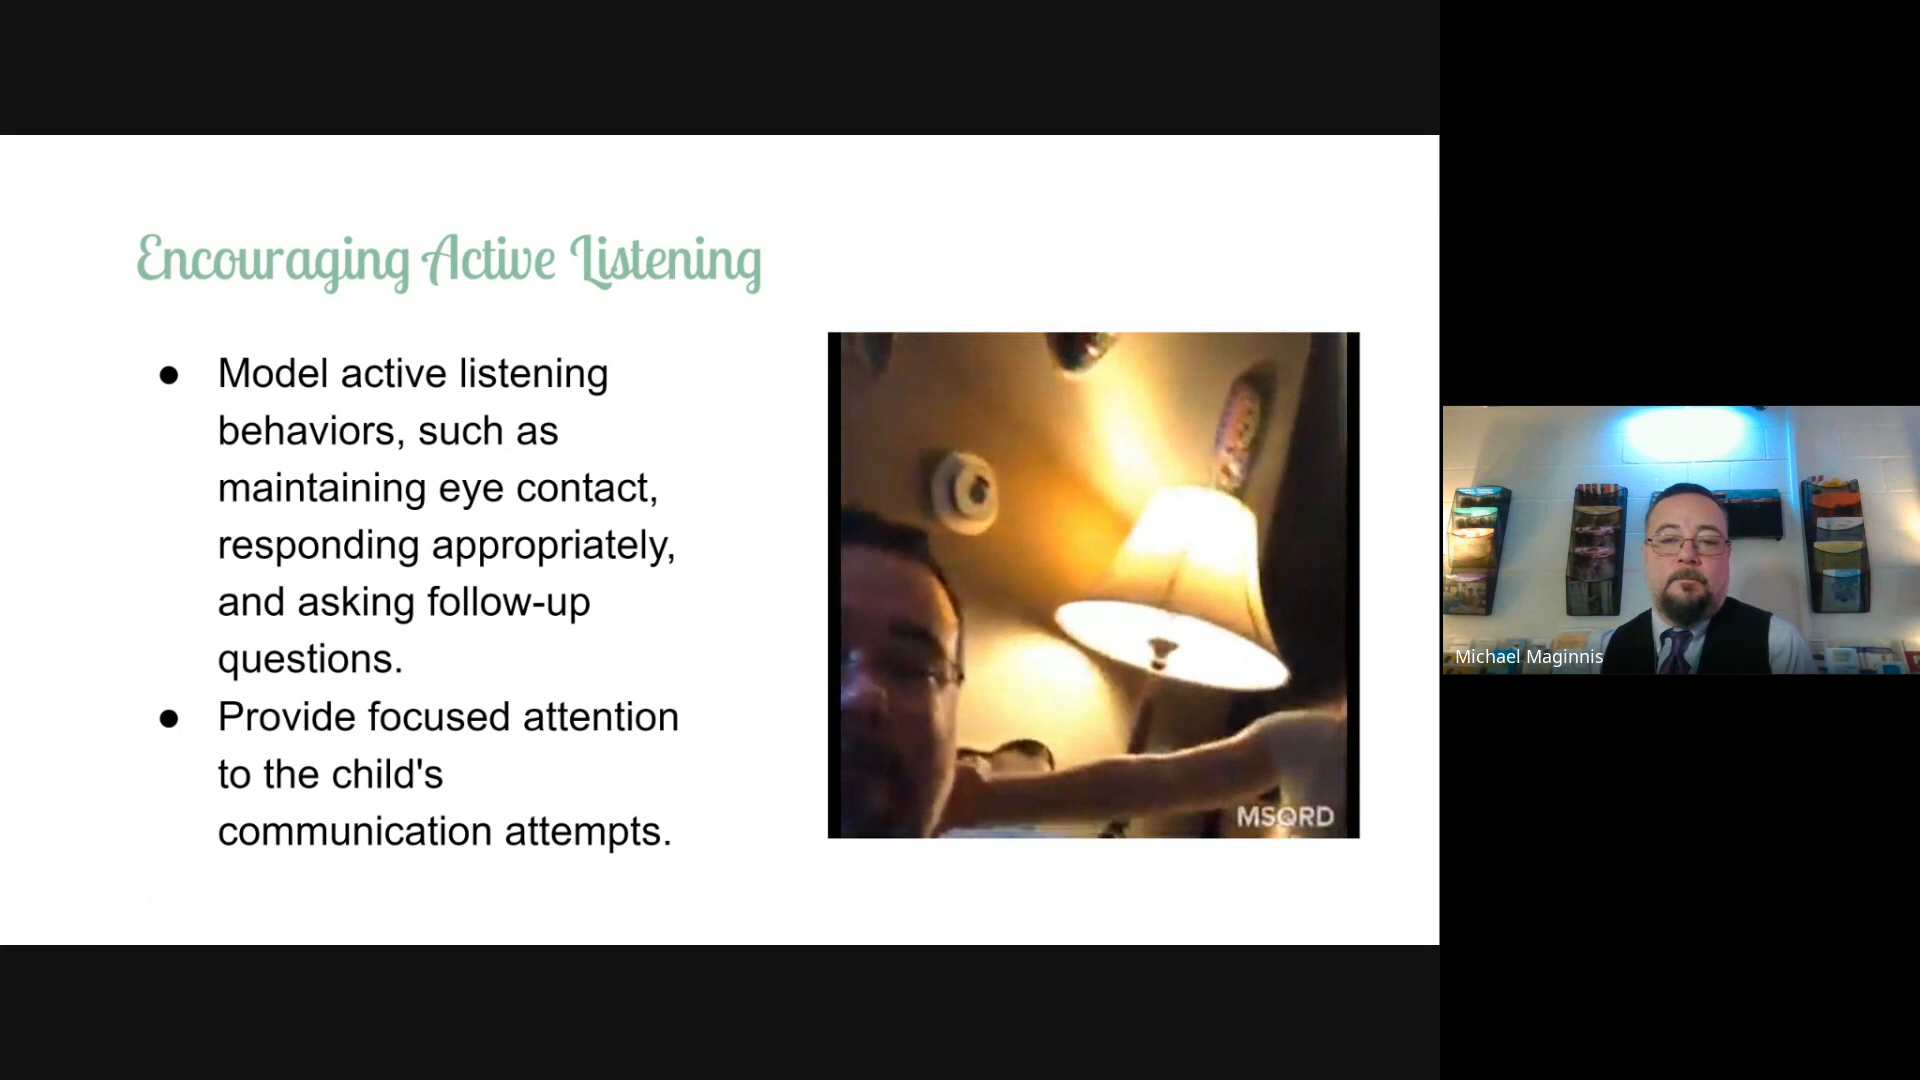 Encouraging Active Listening
● Model active listening
behaviors, such as
maintaining eye contact,
responding appropriately,
and asking follow-up
questions.
● Provide focused attention
to the child's
communication attempts.
MSQRD
Michael Maginnis